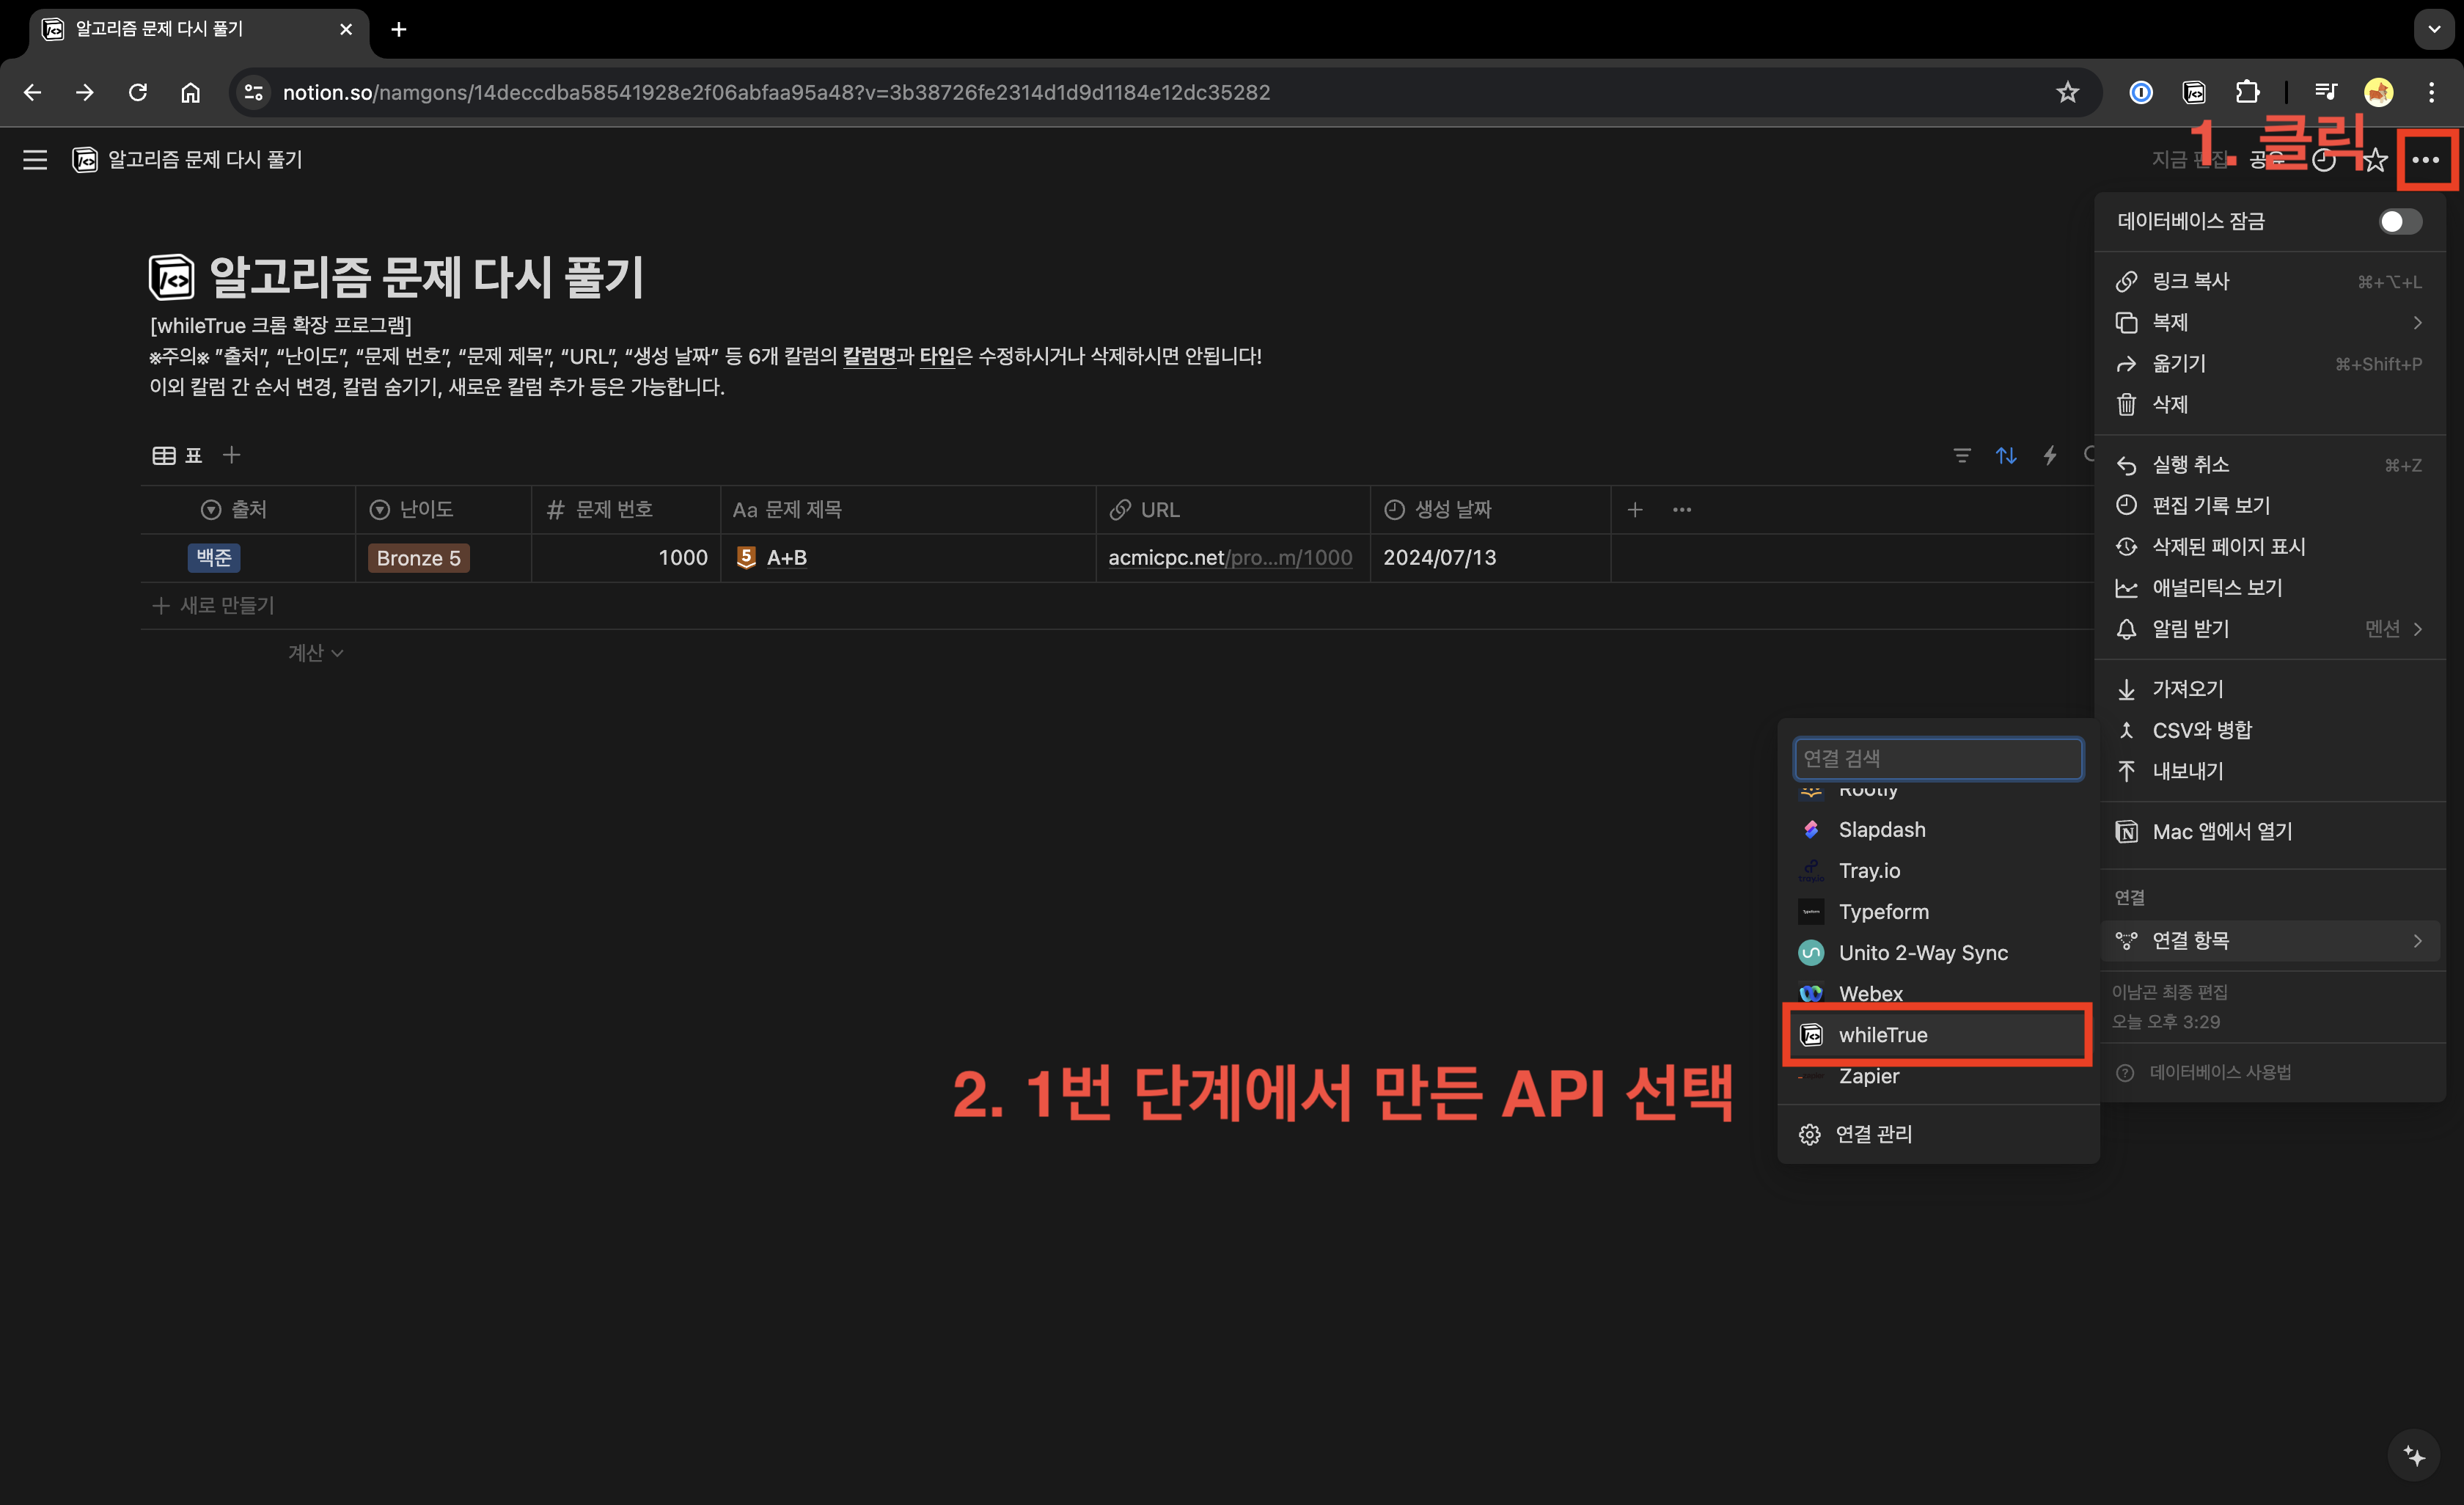 알고리즘 문제 다시 풀기
notion.so/namgons/14deccdba58541928e2f06abfaa95a48?v=3b38726fe2314d1d9d1184e12dc35282
1. 클릭
알고리즘 문제 다시 풀기
지금 편집 공유
데이터베이스 잠금
링크 복사 ⌘+⌥+L
복제
옮기기 ⌘+Shift+P
삭제
실행 취소 ⌘+Z
편집 기록 보기
삭제된 페이지 표시
애널리틱스 보기
알림 받기 멘션
가져오기
CSV와 병합
내보내기
Mac 앱에서 열기
연결
연결 항목
이남곤 최종 편집
오늘 오후 3:29
데이터베이스 사용법
알고리즘 문제 다시 풀기
[whileTrue 크롬 확장 프로그램]
※주의※ ”출처”, “난이도”, “문제 번호”, “문제 제목”, “URL”, “생성 날짜” 등 6개 칼럼의 칼럼명과 타입은 수정하시거나 삭제하시면 안됩니다!
이외 칼럼 간 순서 변경, 칼럼 숨기기, 새로운 칼럼 추가 등은 가능합니다.
표
출처 난이도 # 문제 번호 Aa 문제 제목 URL 생성 날짜
백준 Bronze 5 1000 5 A+B acmicpc.net/pro...m/1000 2024/07/13
새로 만들기
계산
연결 검색
Rootly
Slapdash
Tray.io
Typeform
Unito 2-Way Sync
Webex
whileTrue
Zapier
연결 관리
2. 1번 단계에서 만든 API 선택